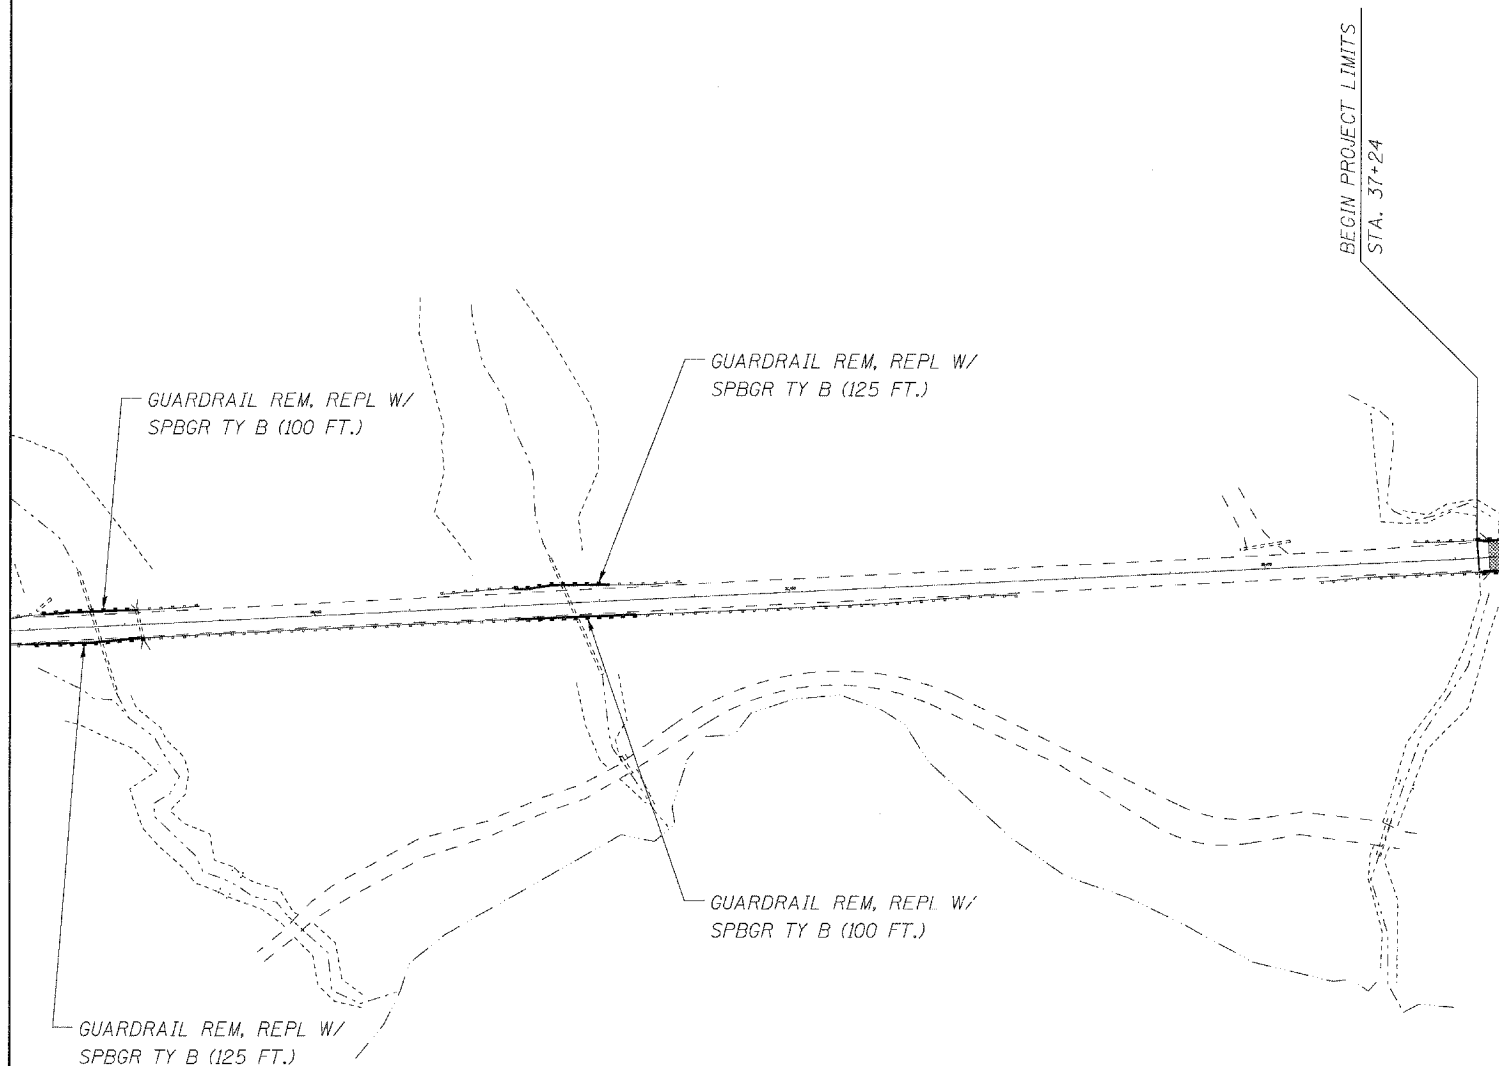 BEGIN PROJECT LIMITS
STA. 37+24
GUARDRAIL REM, REPL W/
SPBGR TY B (125 FT.)
GUARDRAIL REM, REPL W/
SPBGR TY B (100 FT.)
GUARDRAIL REM, REPL W/
SPBGR TY B (100 FT.)
GUARDRAIL REM, REPL W/
SPBGR TY B (125 FT.)